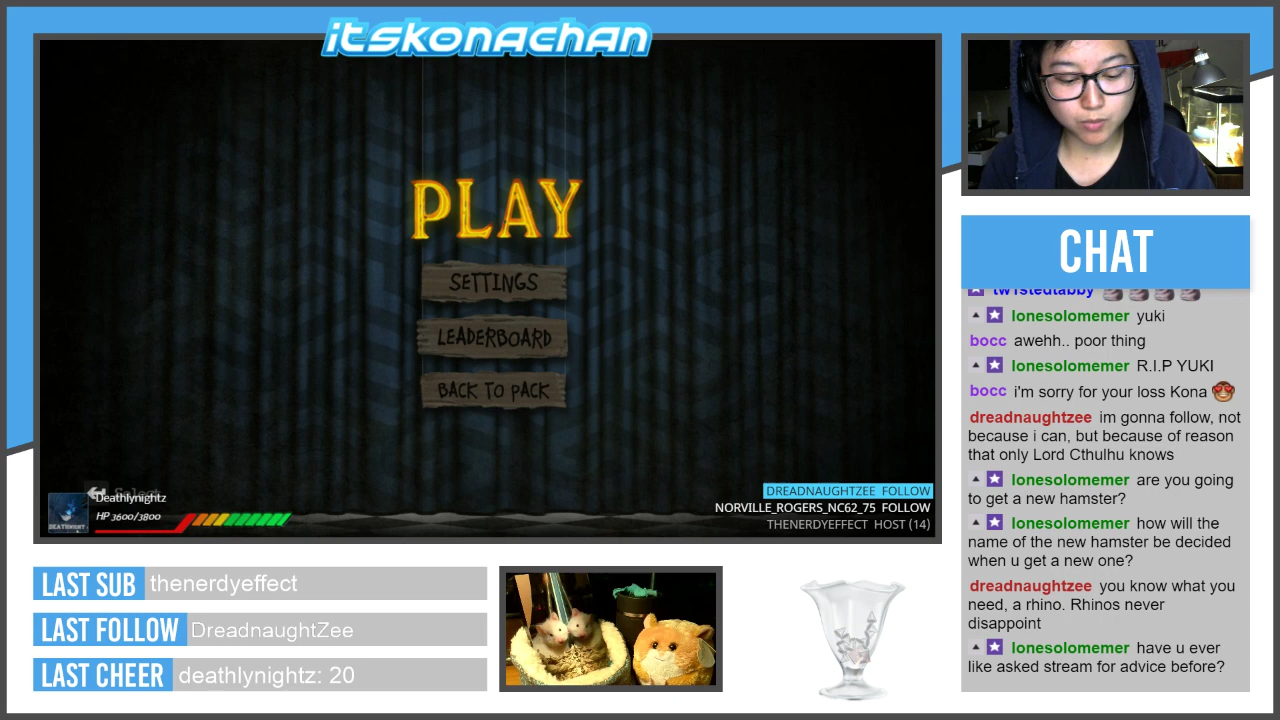 itskonachan
PLAY
SETTINGS
LEADERBOARD
BACK TO PACK
Select
Deathlynightz
HP 3600/3800
DREADNAUGHTZEE FOLLOW
NORVILLE_ROGERS_NC62_75 FOLLOW
THENERDYEFFECT HOST (14)
LAST SUB thenerdyeffect
LAST FOLLOW DreadnaughtZee
LAST CHEER deathlynightz: 20
CHAT
tw1stedtabby
lonesolomemer yuki
bocc awehh.. poor thing
lonesolomemer R.I.P YUKI
bocc i'm sorry for your loss Kona
dreadnaughtzee im gonna follow, not
because i can, but because of reason
that only Lord Cthulhu knows
lonesolomemer are you going
to get a new hamster?
lonesolomemer how will the
name of the new hamster be decided
when u get a new one?
dreadnaughtzee you know what you
need, a rhino. Rhinos never
disappoint
lonesolomemer have u ever
like asked stream for advice before?